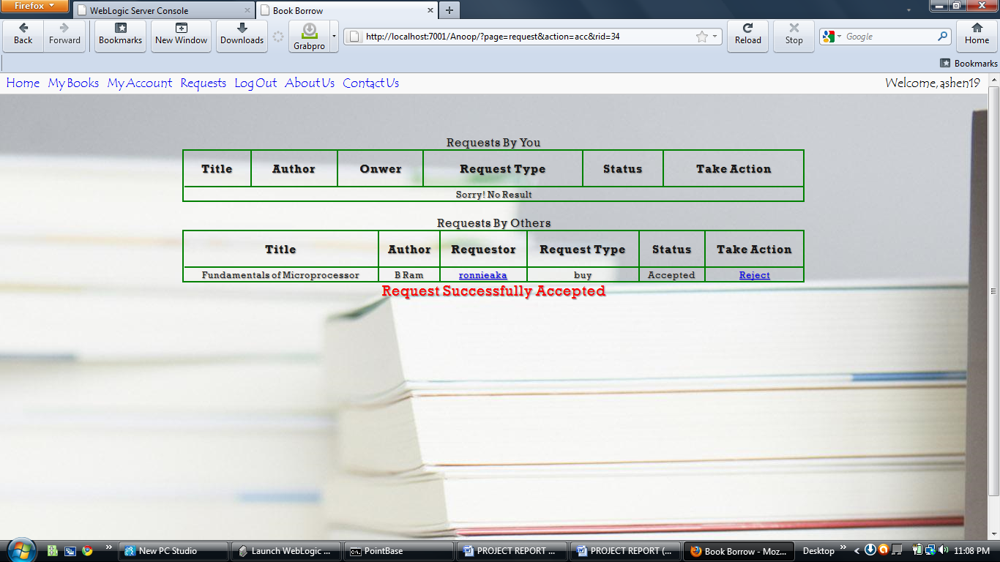 Firefox
WebLogic Server Console
Book Borrow
Back
Forward
Bookmarks
New Window
Downloads
Grabpro
http://localhost:7001/Anoop/?page=request&action=acc&rid=34
Reload
Stop
Google
Home
Bookmarks
Home My Books My Account Requests Log Out About Us Contact Us Welcome, ashen19
Requests By You
Title Author Onwer Request Type Status Take Action
Sorry! No Result
Requests By Others
Title Author Requestor Request Type Status Take Action
Fundamentals of Microprocessor B Ram ronnieaka buy Accepted Reject
Request Successfully Accepted
New PC Studio
Launch WebLogic ...
PointBase
PROJECT REPORT ...
PROJECT REPORT (...
Book Borrow - Moz...
Desktop
11:08 PM